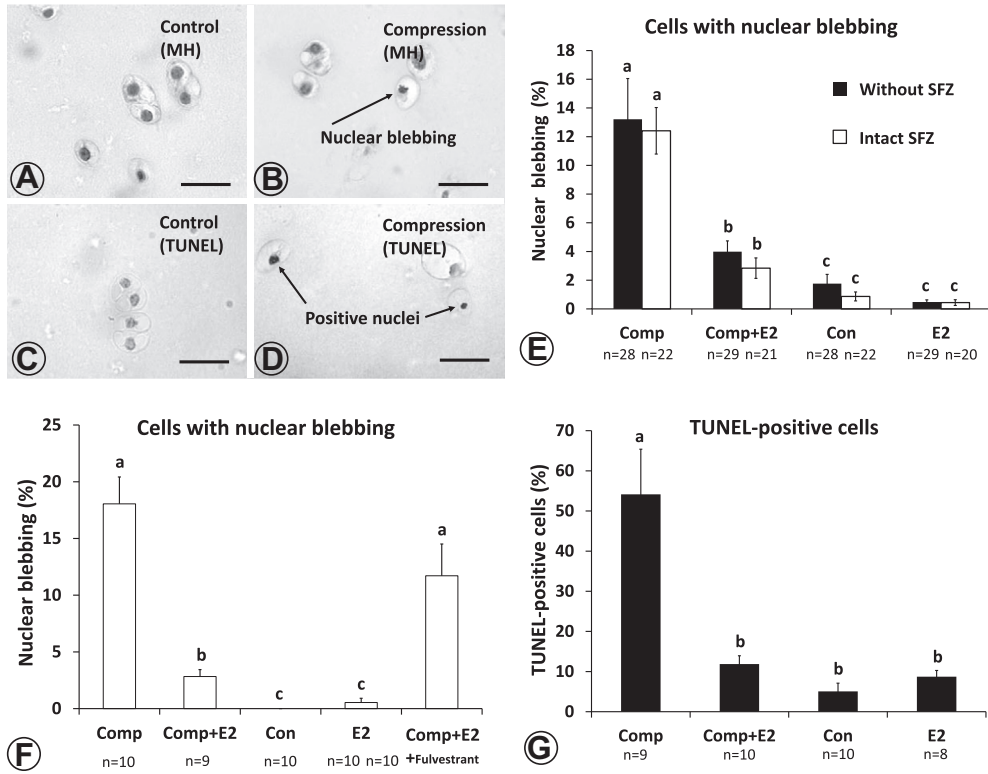 Control
(MH)
A
Compression
(MH)
Nuclear blebbing
B
Control
(TUNEL)
C
Compression
(TUNEL)
Positive nuclei
D
Cells with nuclear blebbing
Nuclear blebbing (%)
18
16
14
12
10
8
6
4
2
0
a
a
b
b
c
c
c
c
Without SFZ
Intact SFZ
Comp
Comp+E2
Con
E2
n=28 n=22
n=29 n=21
n=28 n=22
n=29 n=20
E
Cells with nuclear blebbing
Nuclear blebbing (%)
25
20
15
10
5
0
a
b
c
c
a
Comp
Comp+E2
Con
E2
Comp+E2
+Fulvestrant
n=10
n=9
n=10
n=10 n=10
F
TUNEL-positive cells
TUNEL-positive cells (%)
70
60
50
40
30
20
10
0
a
b
b
b
Comp
Comp+E2
Con
E2
n=9
n=10
n=10
n=8
G